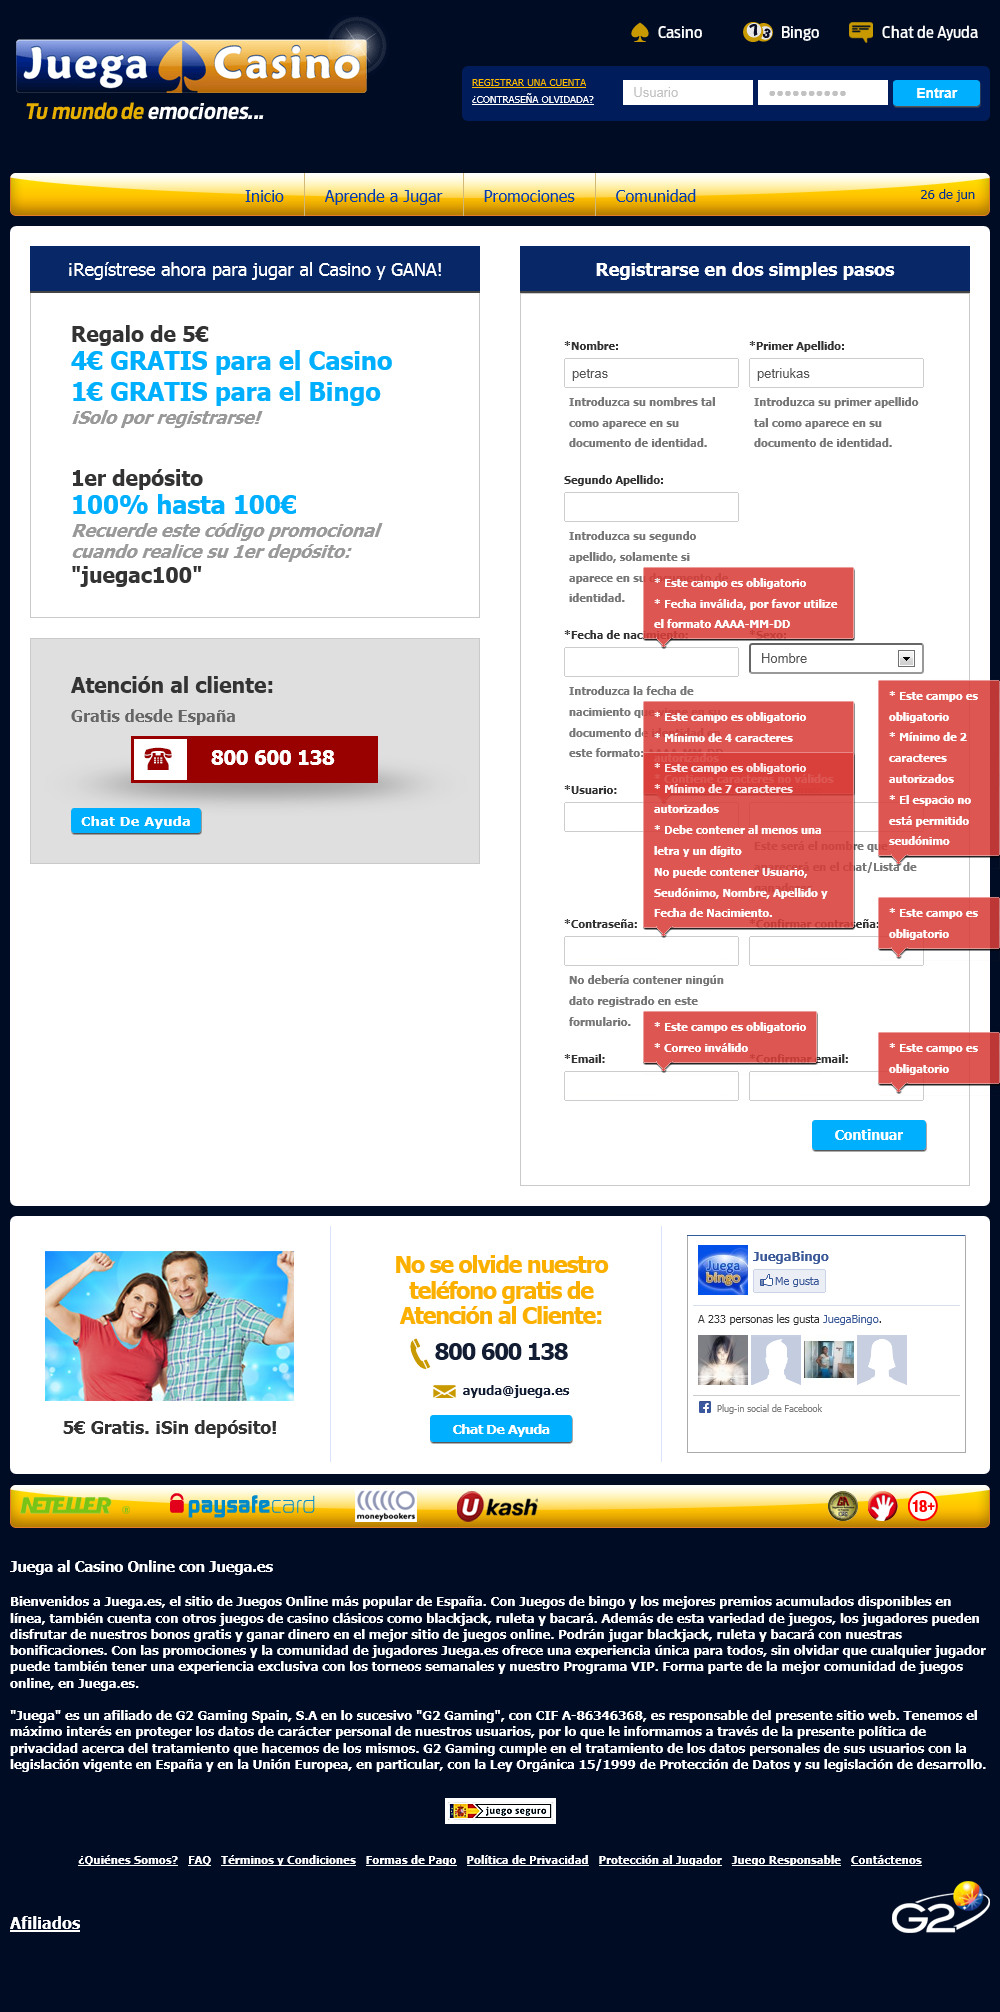 Casino
Bingo
Chat de Ayuda
Juega Casino
Tu mundo de emociones...
REGISTRAR UNA CUENTA
¿CONTRASEÑA OLVIDADA?
Usuario
Entrar
Inicio
Aprende a Jugar
Promociones
Comunidad
26 de jun
¡Regístrese ahora para jugar al Casino y GANA!
Regalo de 5€
4€ GRATIS para el Casino
1€ GRATIS para el Bingo
¡Solo por registrarse!
1er depósito
100% hasta 100€
Recuerde este código promocional
cuando realice su 1er depósito:
"juegac100"
Atención al cliente:
Gratis desde España
800 600 138
Chat De Ayuda
Registrarse en dos simples pasos
*Nombre:
*Primer Apellido:
petras
petriukas
Introduzca su nombres tal
como aparece en su
documento de identidad.
Introduzca su primer apellido
tal como aparece en su
documento de identidad.
Segundo Apellido:
Introduzca su segundo
apellido, solamente si
aparece en su documento de
identidad.
* Este campo es obligatorio
* Fecha inválida, por favor utilize
el formato AAAA-MM-DD
*Fecha de nacimiento:
*Sexo:
Hombre
Introduzca la fecha de
nacimiento que
documento de
este formato: AAAA-MM-DD
* Este campo es obligatorio
* Mínimo de 4 caracteres
autorizados
* Contiene caracteres no válidos
* Este campo es
obligatorio
* Mínimo de 2
caracteres
autorizados
* El espacio no
está permitido
seudónimo
*Usuario:
Este será el nombre que
aparecerá en el chat/Lista de
* Este campo es obligatorio
* Mínimo de 7 caracteres
autorizados
* Debe contener al menos una
letra y un dígito
No puede contener Usuario,
Seudónimo, Nombre, Apellido y
Fecha de Nacimiento.
* Este campo es
obligatorio
*Contraseña:
*Confirmar contraseña:
No debería contener ningún
dato registrado en este
formulario.
* Este campo es obligatorio
* Correo inválido
* Este campo es
obligatorio
*Email:
*Confirmar email:
Continuar
5€ Gratis. ¡Sin depósito!
No se olvide nuestro
teléfono gratis de
Atención al Cliente:
800 600 138
ayuda@juega.es
Chat De Ayuda
Juega
bingo
JuegaBingo
Me gusta
A 233 personas les gusta JuegaBingo.
Plug-in social de Facebook
NETELLER
paysafecard
moneybookers
Ukash
18+
Juega al Casino Online con Juega.es
Bienvenidos a Juega.es, el sitio de Juegos Online más popular de España. Con Juegos de bingo y los mejores premios acumulados disponibles en
línea, también cuenta con otros juegos de casino clásicos como blackjack, ruleta y bacará. Además de esta variedad de juegos, los jugadores pueden
disfrutar de nuestros bonos gratis y ganar dinero en el mejor sitio de juegos online. Podrán jugar blackjack, ruleta y bacará con nuestras
bonificaciones. Con las promociones y la comunidad de jugadores Juega.es ofrece una experiencia única para todos, sin olvidar que cualquier jugador
puede también tener una experiencia exclusiva con los torneos semanales y nuestro Programa VIP. Forma parte de la mejor comunidad de juegos
online, en Juega.es.
"Juega" es un afiliado de G2 Gaming Spain, S.A en lo sucesivo "G2 Gaming", con CIF A-86346368, es responsable del presente sitio web. Tenemos el
máximo interés en proteger los datos de carácter personal de nuestros usuarios, por lo que le informamos a través de la presente política de
privacidad acerca del tratamiento que hacemos de los mismos. G2 Gaming cumple en el tratamiento de los datos personales de sus usuarios con la
legislación vigente en España y en la Unión Europea, en particular, con la Ley Orgánica 15/1999 de Protección de Datos y su legislación de desarrollo.
juego seguro
¿Quiénes Somos?
FAQ
Términos y Condiciones
Formas de Pago
Política de Privacidad
Protección al Jugador
Juego Responsable
Contáctenos
Afiliados
G2